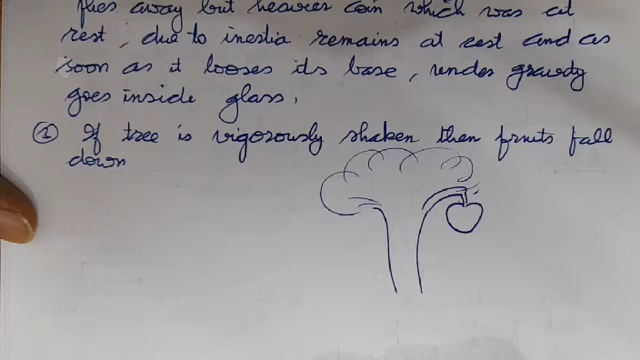 flies away but heavier coin which was at
rest, due to inertia remains at rest and as
soon as it looses its base, under gravity
goes inside glass.
① If tree is vigorously shaken then fruits fall
down